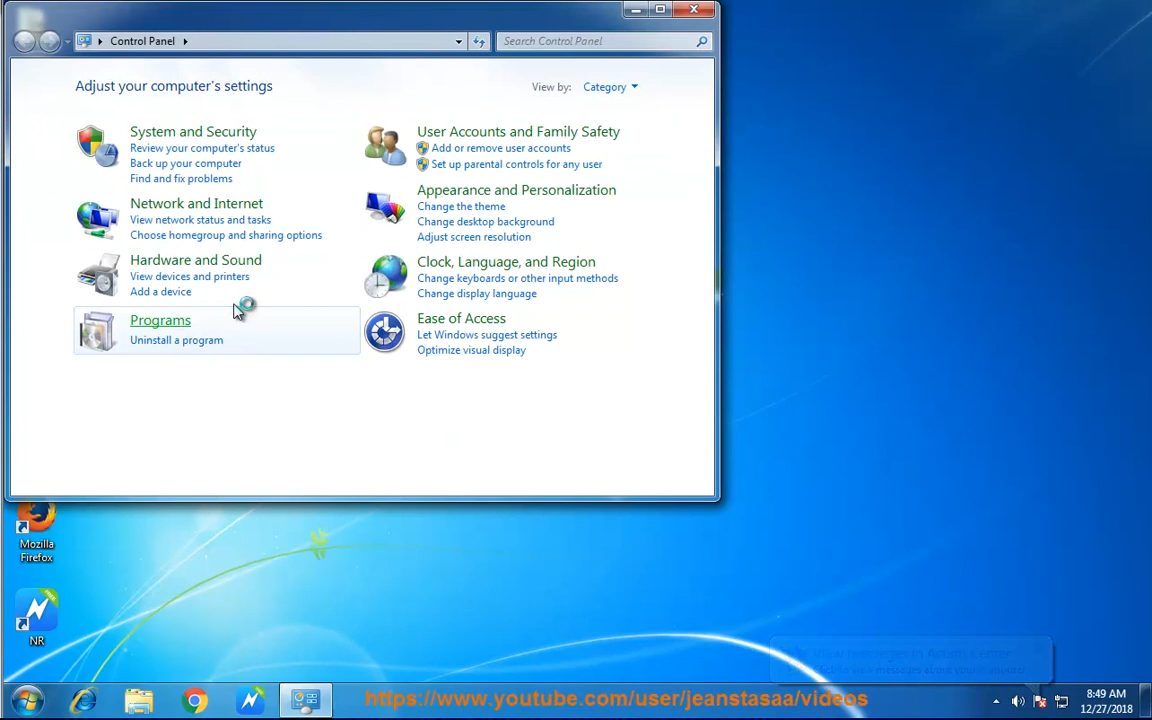 Control Panel
Search Control Panel
Adjust your computer's settings
View by:
Category
System and Security
Review your computer's status
Back up your computer
Find and fix problems
Network and Internet
View network status and tasks
Choose homegroup and sharing options
Hardware and Sound
View devices and printers
Add a device
Programs
Uninstall a program
User Accounts and Family Safety
Add or remove user accounts
Set up parental controls for any user
Appearance and Personalization
Change the theme
Change desktop background
Adjust screen resolution
Clock, Language, and Region
Change keyboards or other input methods
Change display language
Ease of Access
Let Windows suggest settings
Optimize visual display
Mozilla
Firefox
FREE
NR
https://www.youtube.com/user/jeanstasaa/videos
8:49 AM
12/27/2018